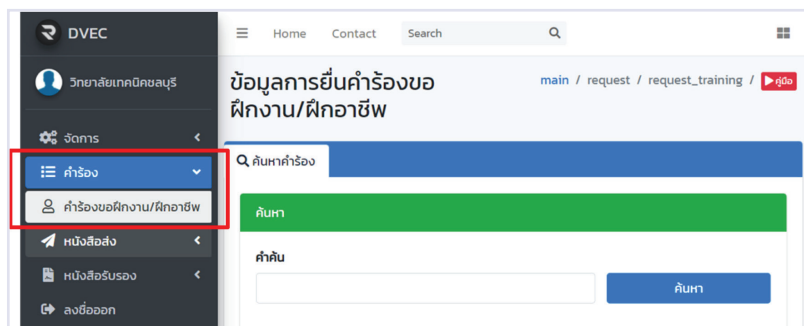 DVEC
Home Contact Search
วิทยาลัยเทคนิคชลบุรี
ข้อมูลการยื่นคำร้องขอ
ฝึกงาน/ฝึกอาชีพ
main / request / request_training / คู่มือ
จัดการ
คำร้อง
คำร้องขอฝึกงาน/ฝึกอาชีพ
หนังสือส่ง
หนังสือรับรอง
ลงชื่อออก
ค้นหาคำร้อง
ค้นหา
คำค้น
ค้นหา